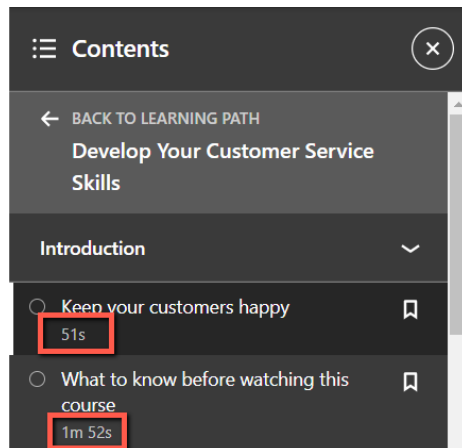 Contents
BACK TO LEARNING PATH
Develop Your Customer Service
Skills
Introduction
Keep your customers happy
51s
What to know before watching this
course
1m 52s